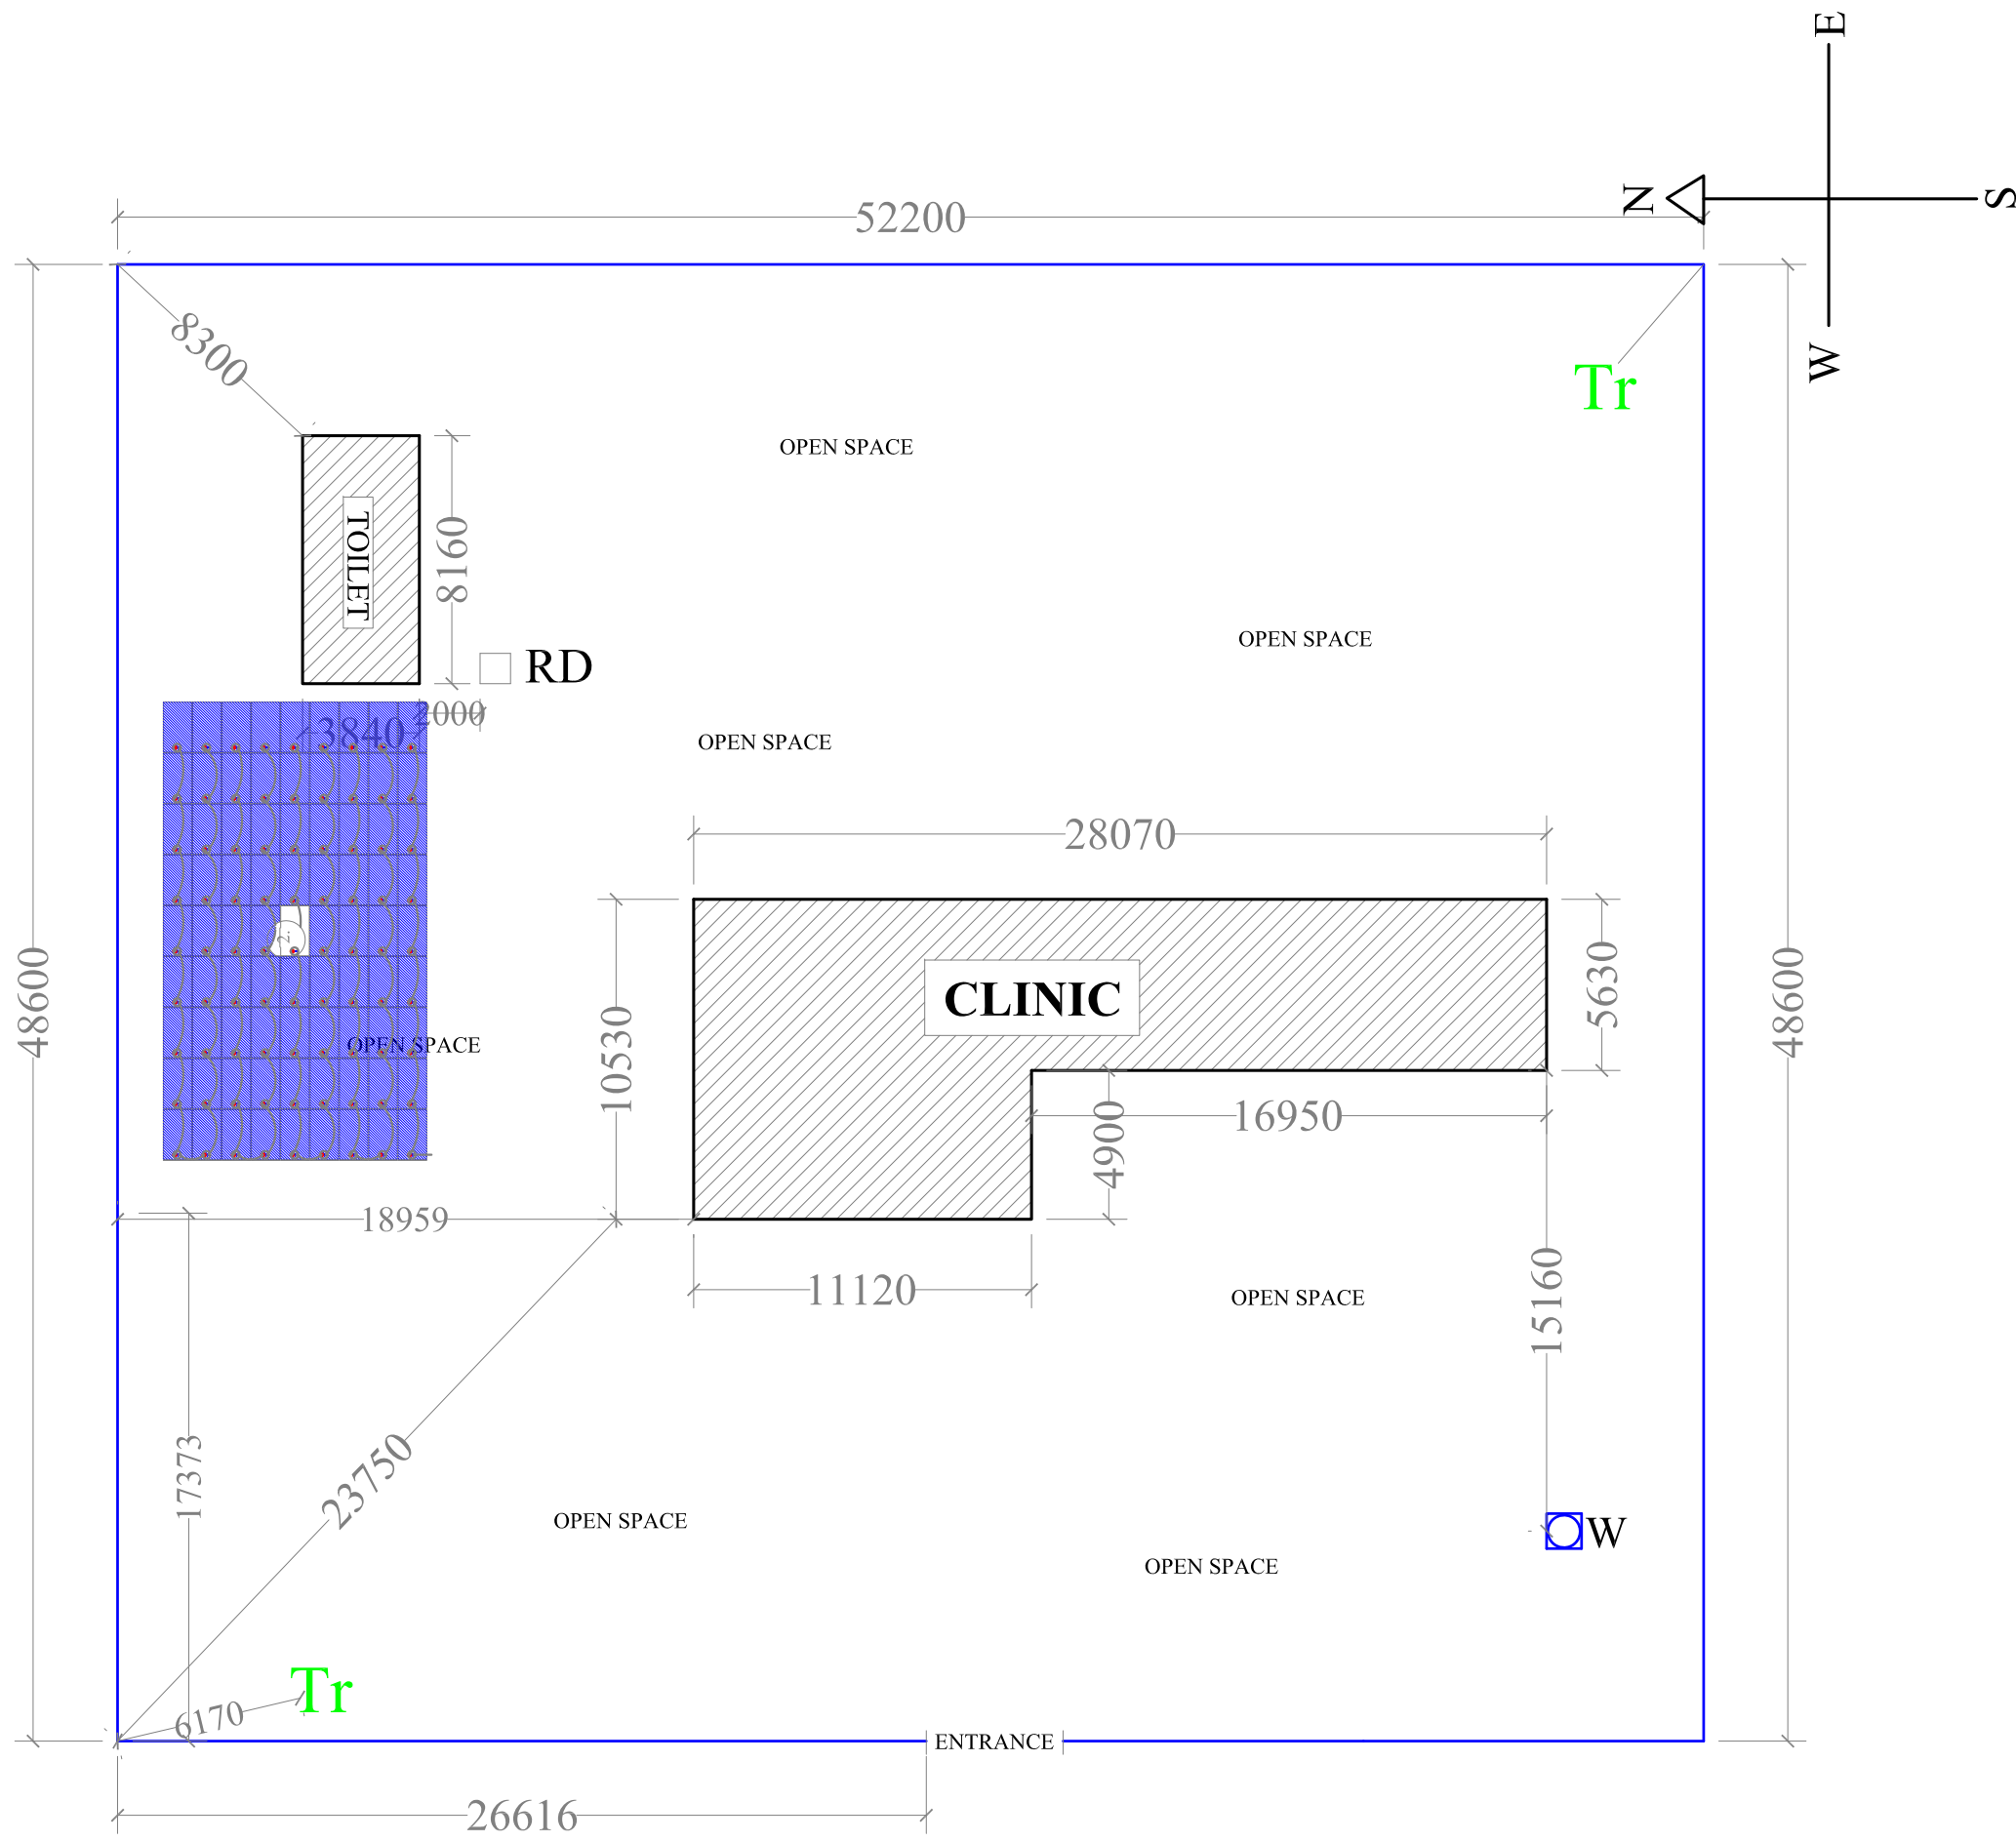 E
N
S
W
52200
8300
Tr
OPEN SPACE
TOILET
8160
OPEN SPACE
RD
2000
3840
OPEN SPACE
28070
2.
CLINIC
5630
48600
48600
10530
OPEN SPACE
16950
4900
18959
11120
OPEN SPACE
15160
17373
23750
OPEN SPACE
W
OPEN SPACE
Tr
6170
ENTRANCE
26616